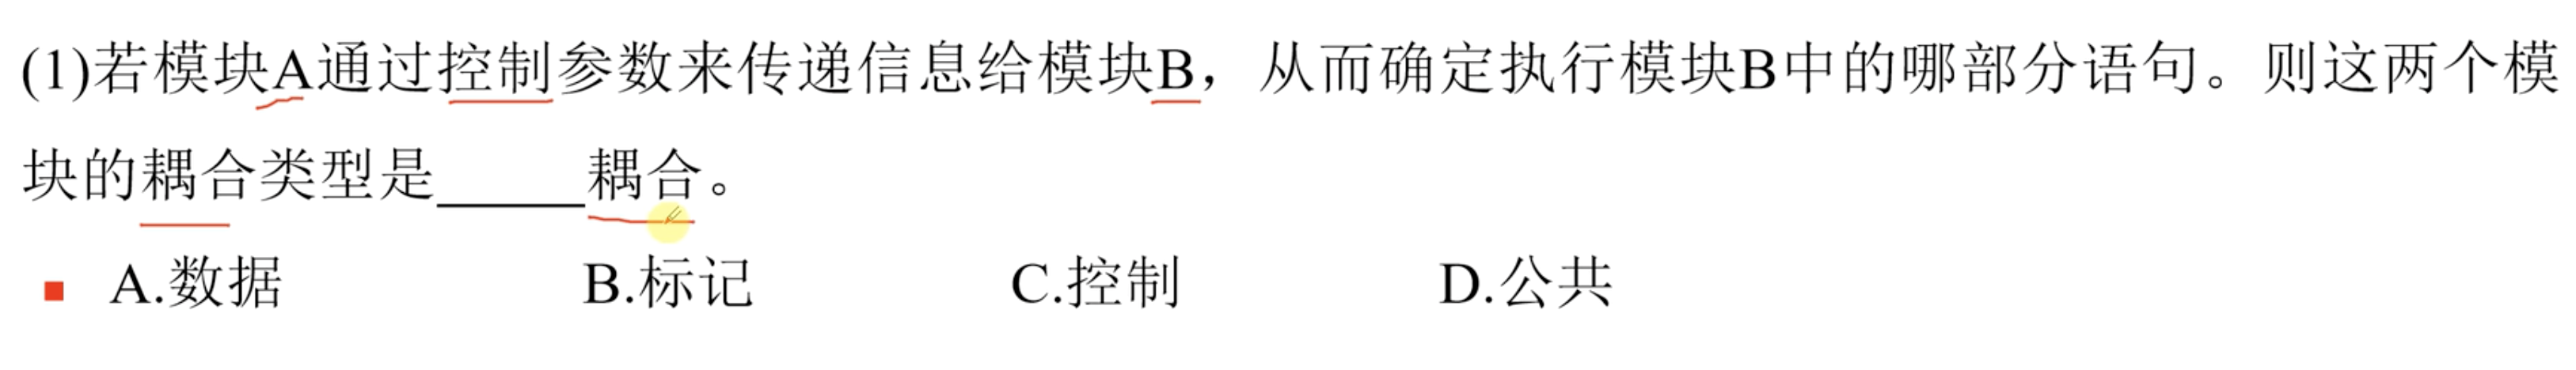 (1)若模块A通过控制参数来传递信息给模块B，从而确定执行模块B中的哪部分语句。则这两个模
块的耦合类型是_____耦合。
A.数据 B.标记 C.控制 D.公共